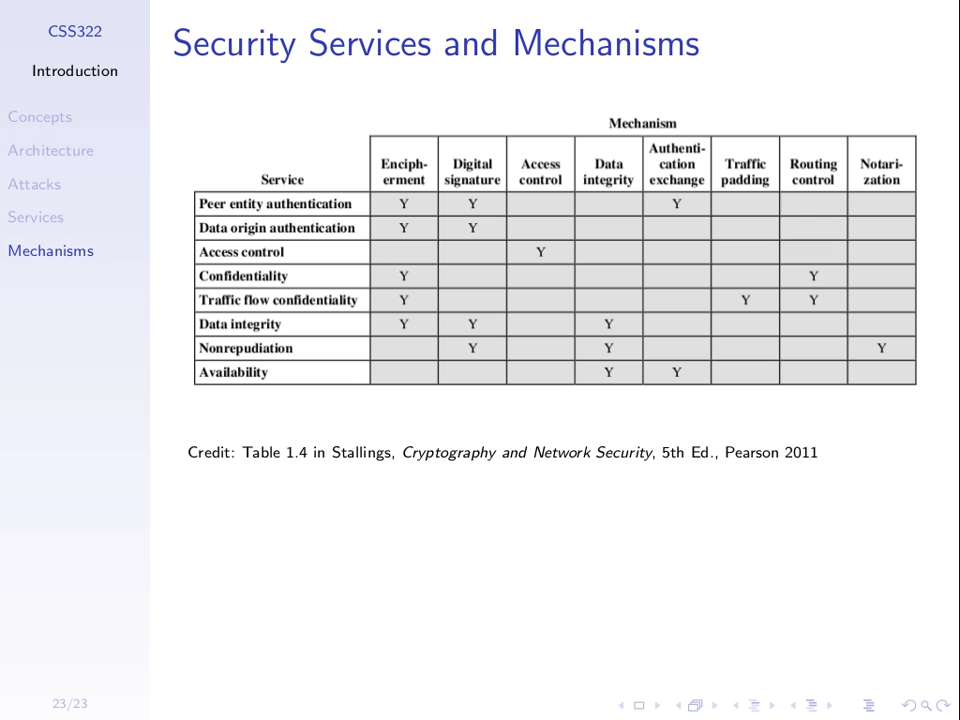 CSS322
Introduction
Concepts
Architecture
Attacks
Services
Mechanisms
23/23
Security Services and Mechanisms
Mechanism
Service Enciph-erment Digital signature Access control Data integrity Authenti-cation exchange Traffic padding Routing control Notari-zation
Peer entity authentication Y Y Y
Data origin authentication Y Y
Access control Y
Confidentiality Y Y
Traffic flow confidentiality Y Y Y
Data integrity Y Y Y
Nonrepudiation Y Y Y
Availability Y Y
Credit: Table 1.4 in Stallings, Cryptography and Network Security, 5th Ed., Pearson 2011